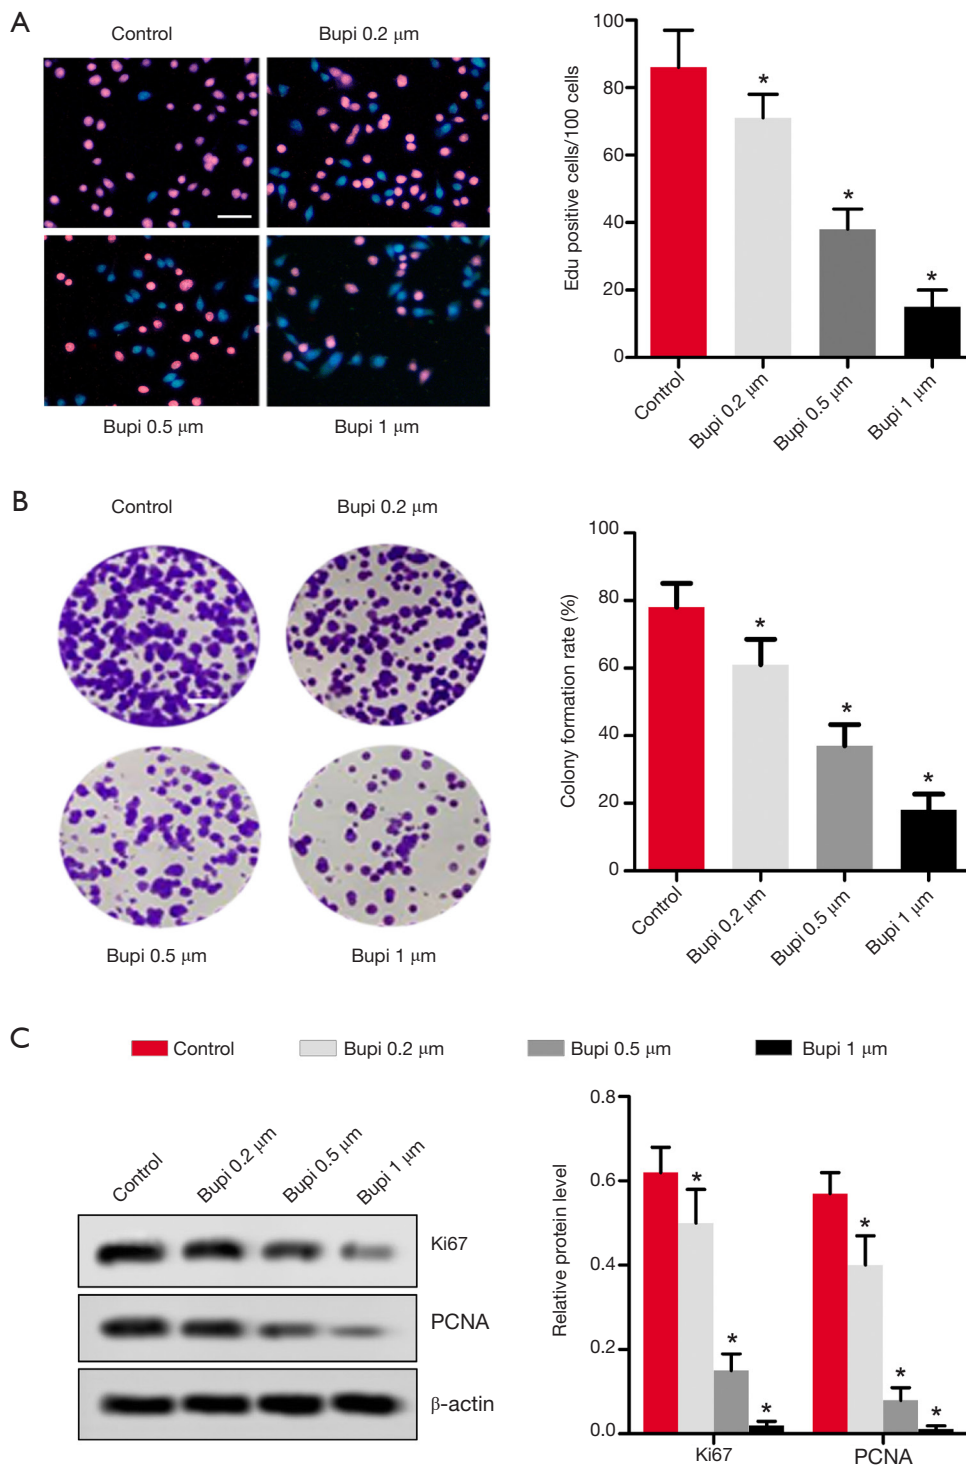 A
Control
Bupi 0.2 μm
Bupi 0.5 μm
Bupi 1 μm
Edu positive cells/100 cells
100
80
60
40
20
0
*
*
*
Control
Bupi 0.2 μm
Bupi 0.5 μm
Bupi 1 μm
B
Control
Bupi 0.2 μm
Bupi 0.5 μm
Bupi 1 μm
Colony formation rate (%)
100
80
60
40
20
0
*
*
*
Control
Bupi 0.2 μm
Bupi 0.5 μm
Bupi 1 μm
C
Control
Bupi 0.2 μm
Bupi 0.5 μm
Bupi 1 μm
Control
Bupi 0.2 μm
Bupi 0.5 μm
Bupi 1 μm
Ki67
PCNA
β-actin
Relative protein level
0.8
0.6
0.4
0.2
0.0
*
*
*
*
*
*
Ki67
PCNA